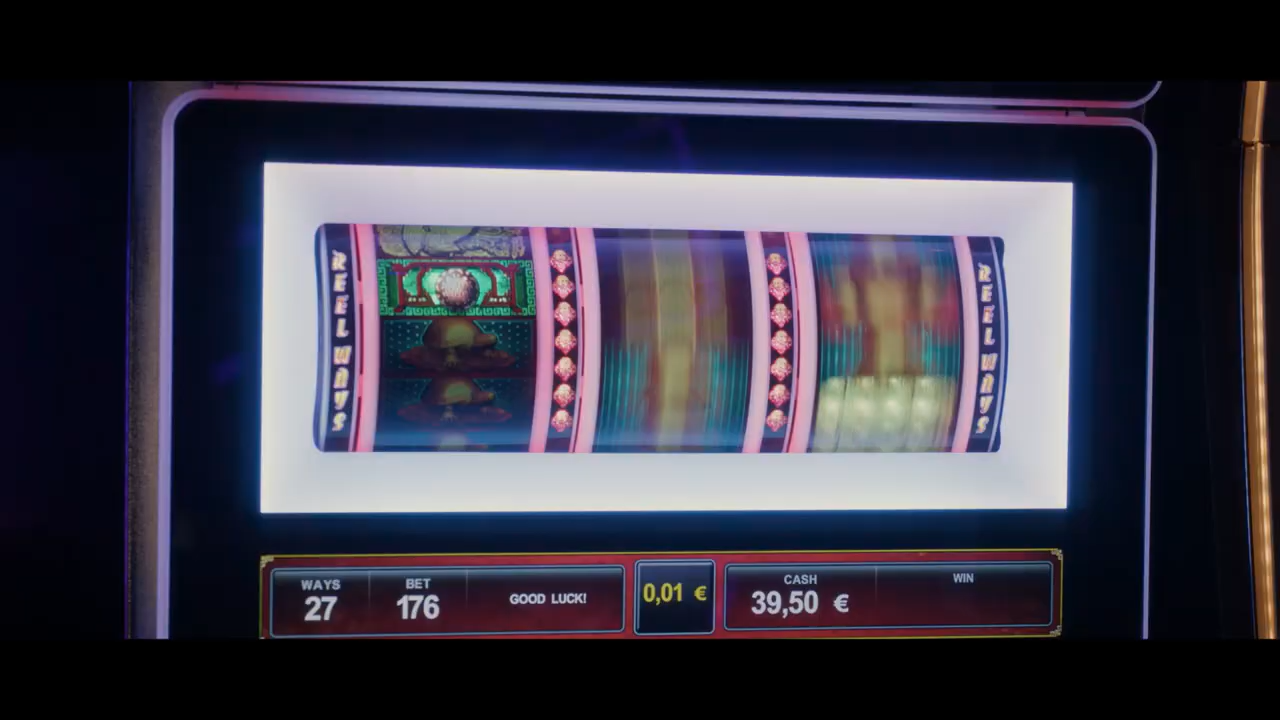 REEL WAYS
REEL WAYS
WAYS
27
BET
176
GOOD LUCK!
0,01 €
CASH
39,50 €
WIN